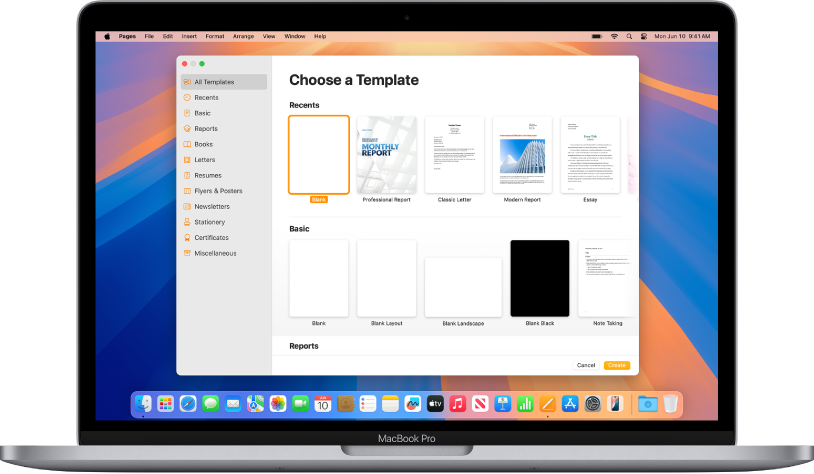 Pages File Edit Insert Format Arrange View Window Help Mon Jun 10 9:41 AM
Choose a Template
All Templates
Recents
Basic
Reports
Books
Letters
Resumes
Flyers & Posters
Newsletters
Stationery
Certificates
Miscellaneous
Recents
MONTHLY
REPORT
Blank
Professional Report
Classic Letter
Modern Report
Essay
Basic
Blank
Blank Layout
Blank Landscape
Blank Black
Note Taking
Reports
Cancel Create
10
tv
MacBook Pro